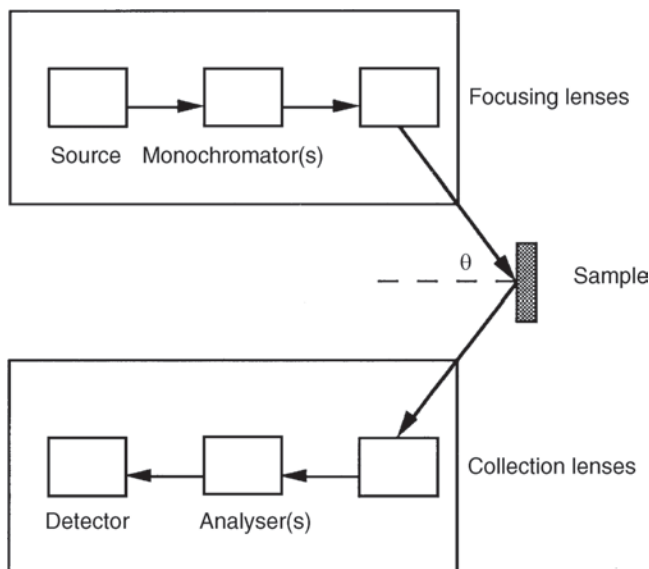 Focusing lenses
Source
Monochromator(s)
θ
Sample
Collection lenses
Detector
Analyser(s)